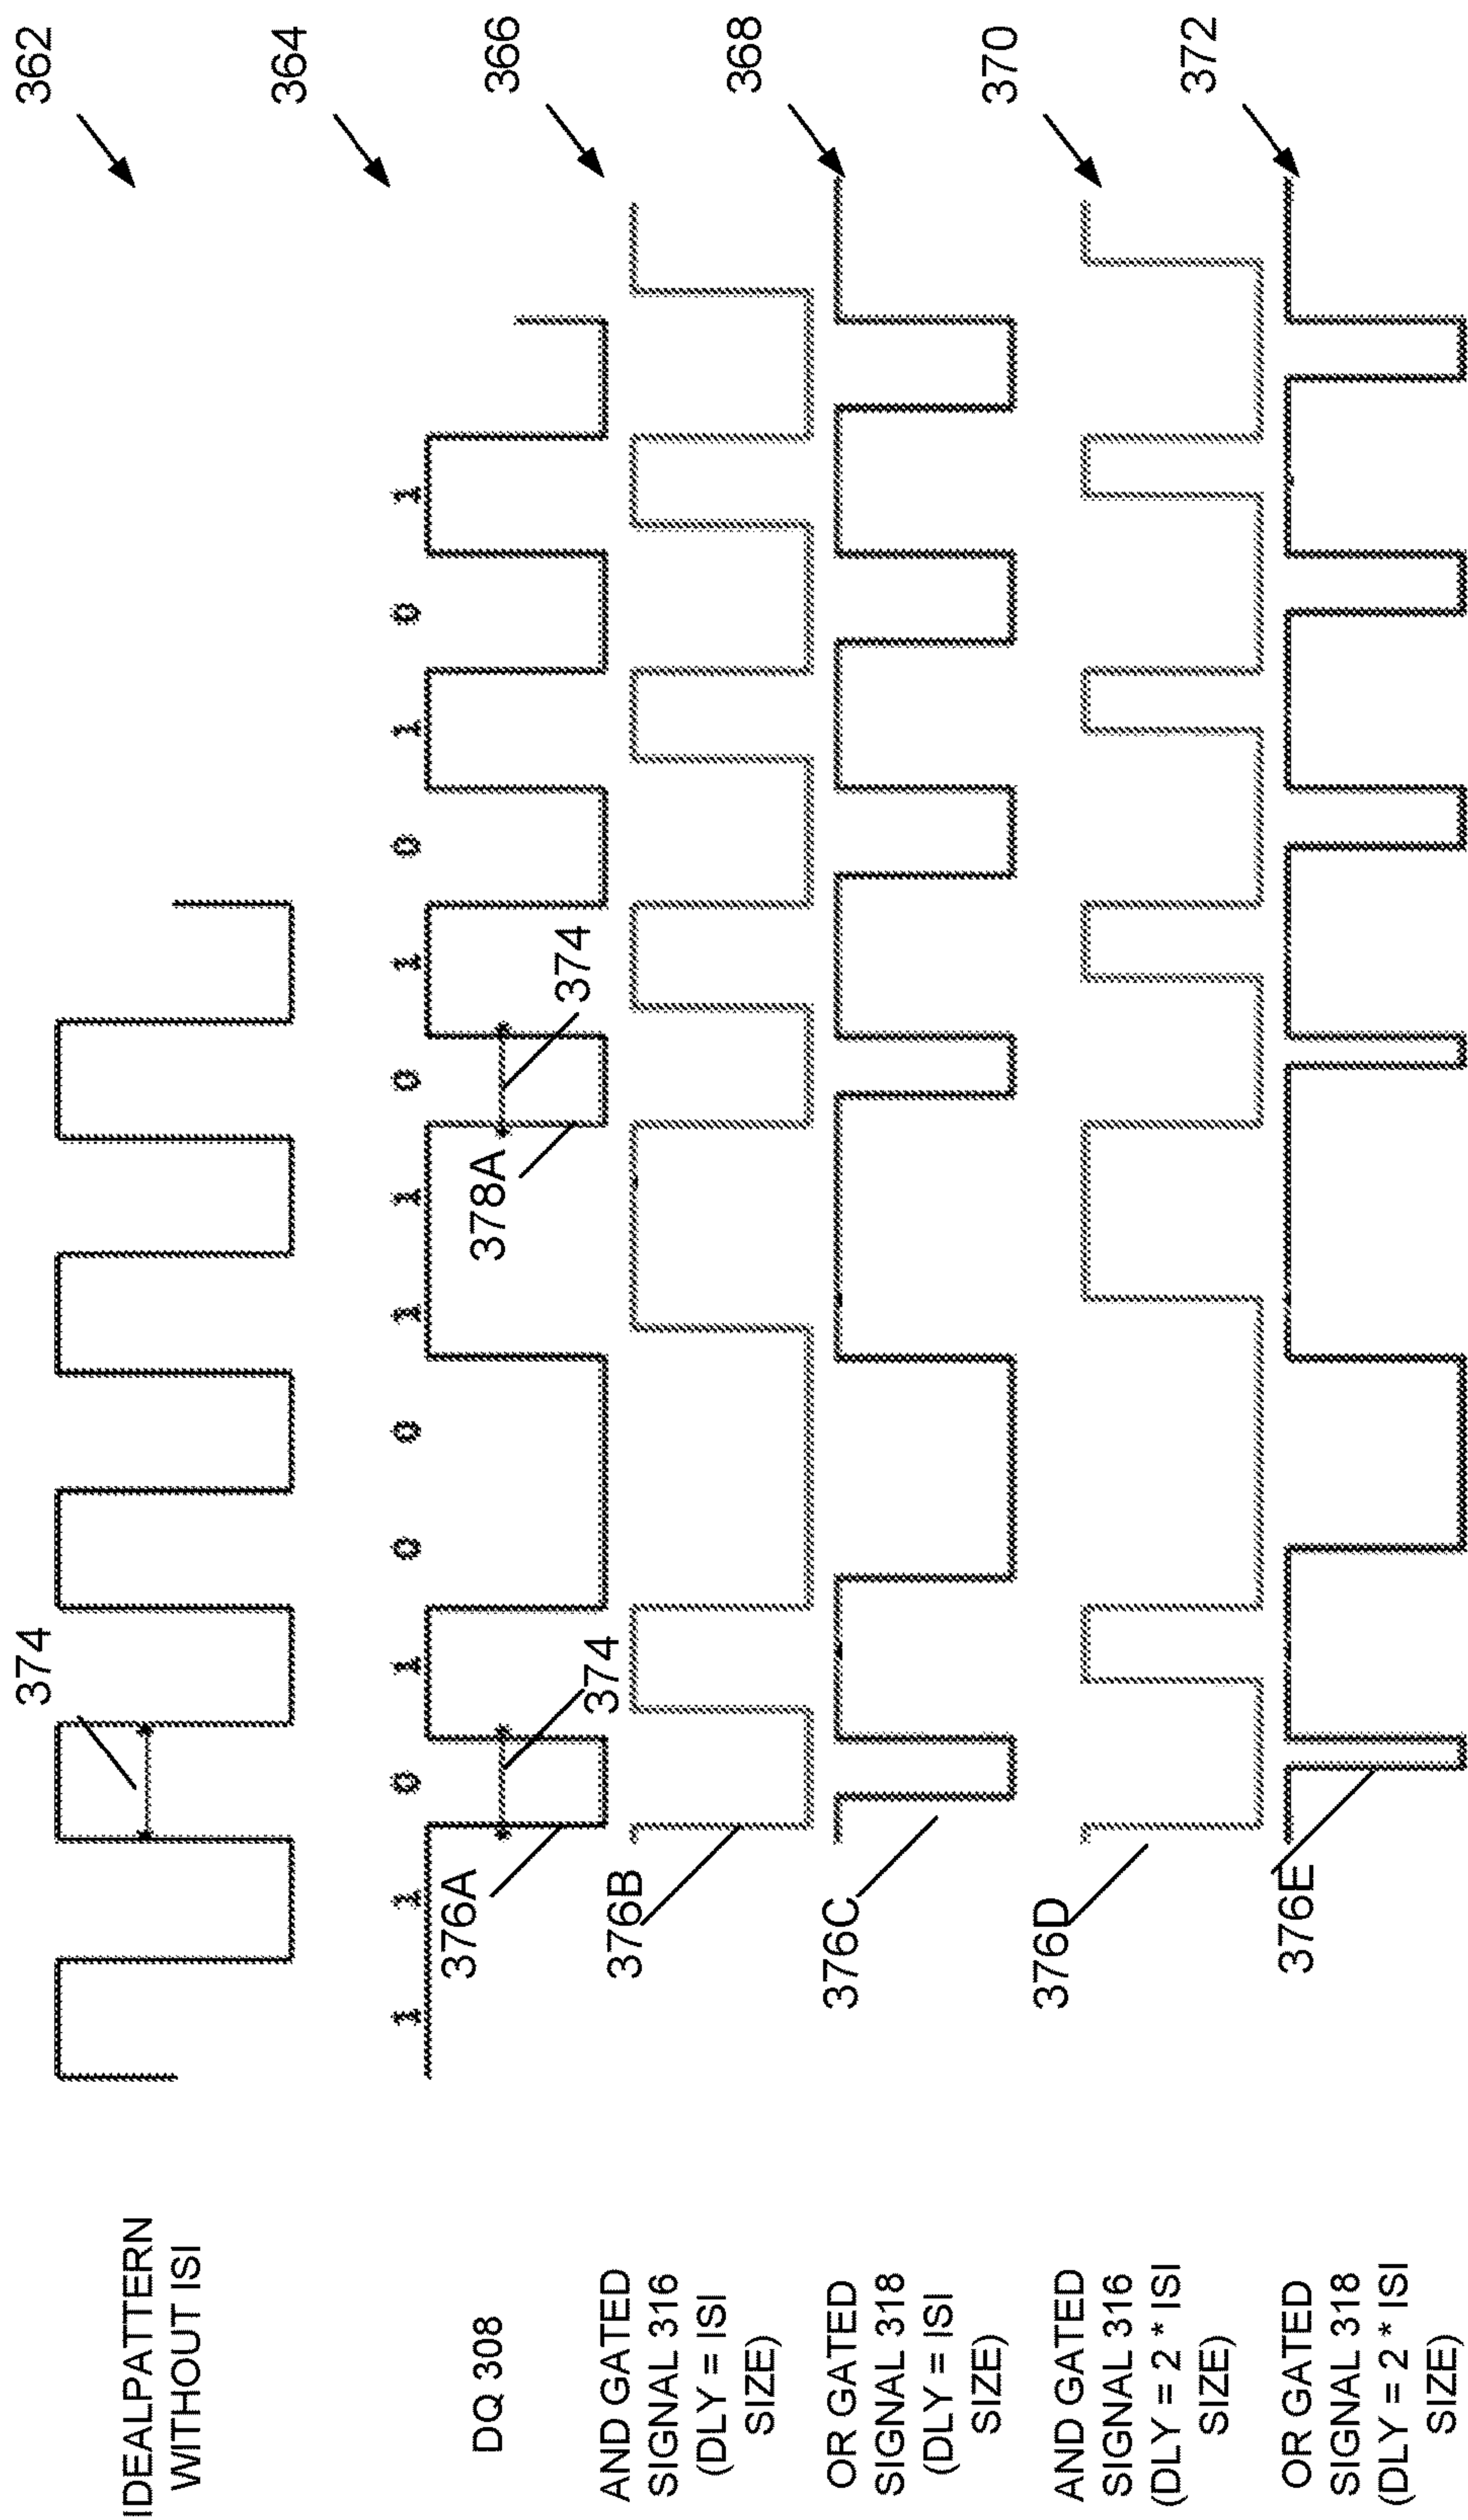 374
362
IDEALPATTERN
WITHOUT ISI
364
1 1 0 1 0 0 1 1 0 1 0 1 0 1
376A
378A
DQ 308
374
374
366
376B
AND GATED
SIGNAL 316
(DLY = ISI
SIZE)
368
376C
OR GATED
SIGNAL 318
(DLY = ISI
SIZE)
370
376D
AND GATED
SIGNAL 316
(DLY = 2 * ISI
SIZE)
372
376E
OR GATED
SIGNAL 318
(DLY = 2 * ISI
SIZE)